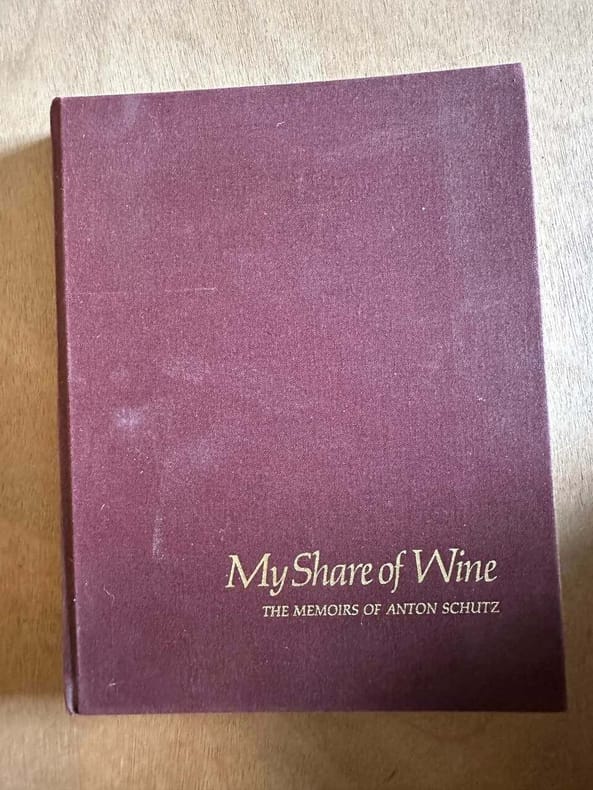 My Share of Wine
THE MEMOIRS OF ANTON SCHUTZ